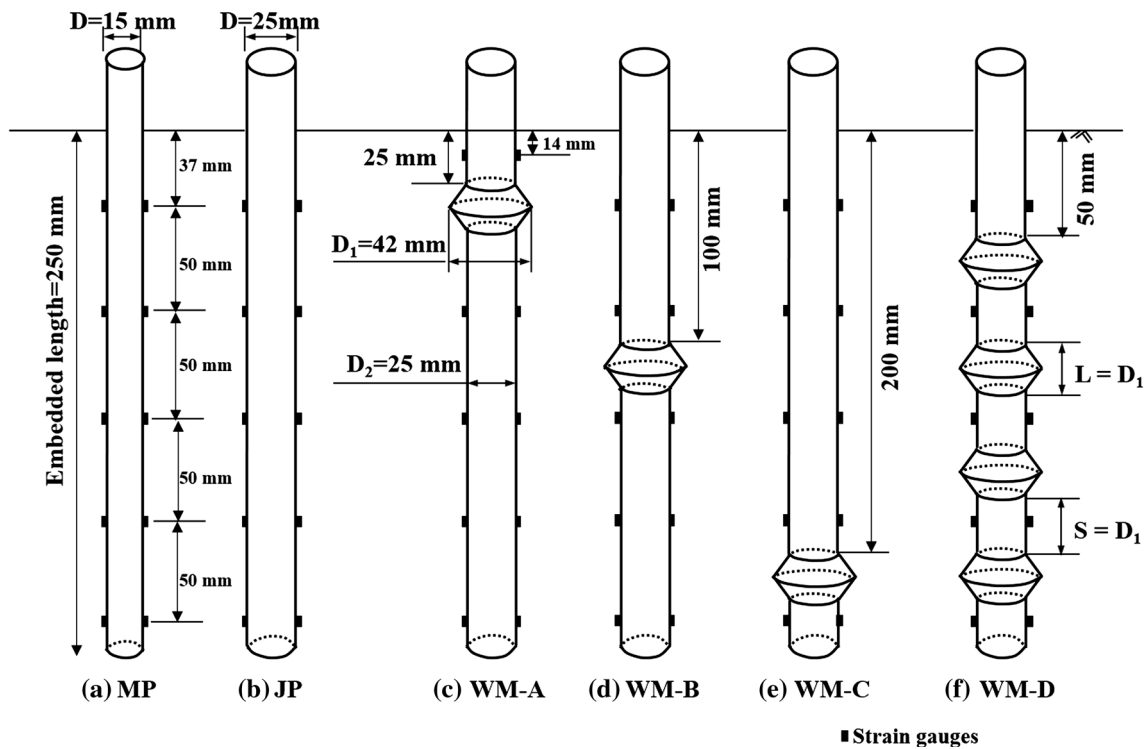 D=15 mm
D=25mm
Embedded length=250 mm
37 mm
50 mm
50 mm
50 mm
50 mm
25 mm
14 mm
D₁=42 mm
D₂=25 mm
100 mm
200 mm
50 mm
L = D₁
S = D₁
(a) MP
(b) JP
(c) WM-A
(d) WM-B
(e) WM-C
(f) WM-D
Strain gauges